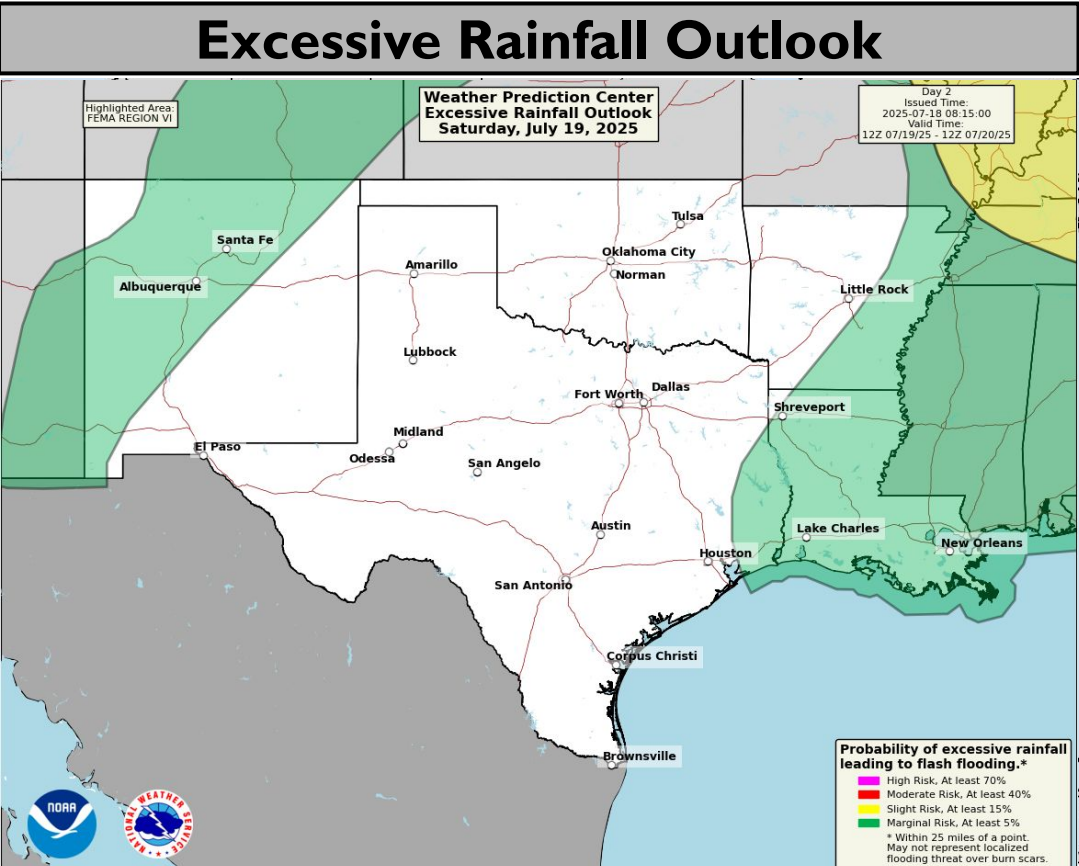 Excessive Rainfall Outlook
Highlighted Area:
FEMA REGION VI
Weather Prediction Center
Excessive Rainfall Outlook
Saturday, July 19, 2025
Day 2
Issued Time:
2025-07-18 08:15:00
Valid Time:
12Z 07/19/25 - 12Z 07/20/25
Tulsa
Santa Fe
Oklahoma City
Amarillo
Norman
Albuquerque
Little Rock
Lubbock
Dallas
Fort Worth
Shreveport
Midland
El Paso
Odessa
San Angelo
Austin
Lake Charles
New Orleans
Houston
San Antonio
Corpus Christi
Brownsville
Probability of excessive rainfall
leading to flash flooding.*
High Risk, At least 70%
Moderate Risk, At least 40%
Slight Risk, At least 15%
Marginal Risk, At least 5%
* Within 25 miles of a point.
May not represent localized
flooding threat over burn scars.
NOAA
NATIONAL WEATHER SERVICE